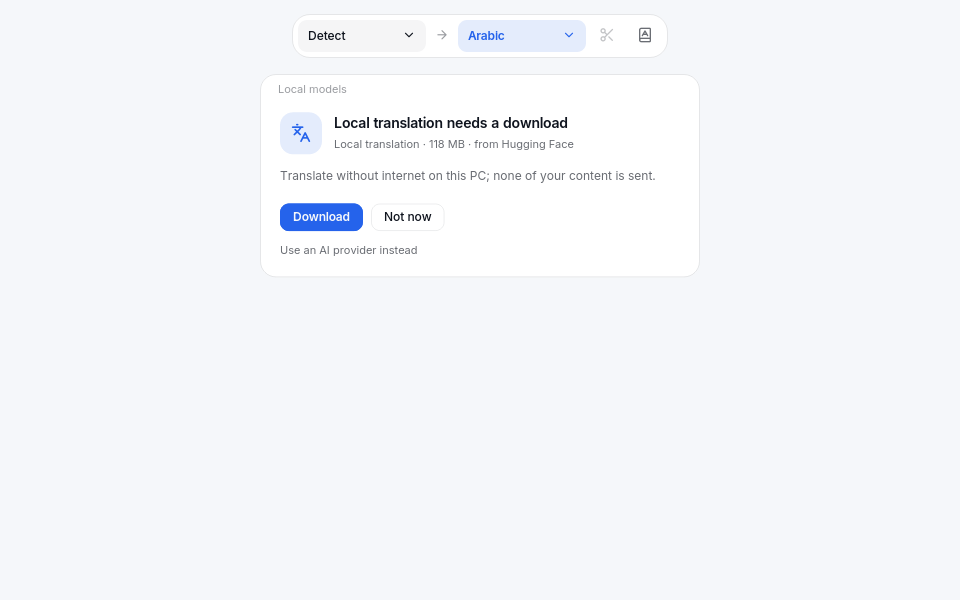 Detect
Arabic
Local models
Local translation needs a download
Local translation · 118 MB · from Hugging Face
Translate without internet on this PC; none of your content is sent.
Download
Not now
Use an AI provider instead